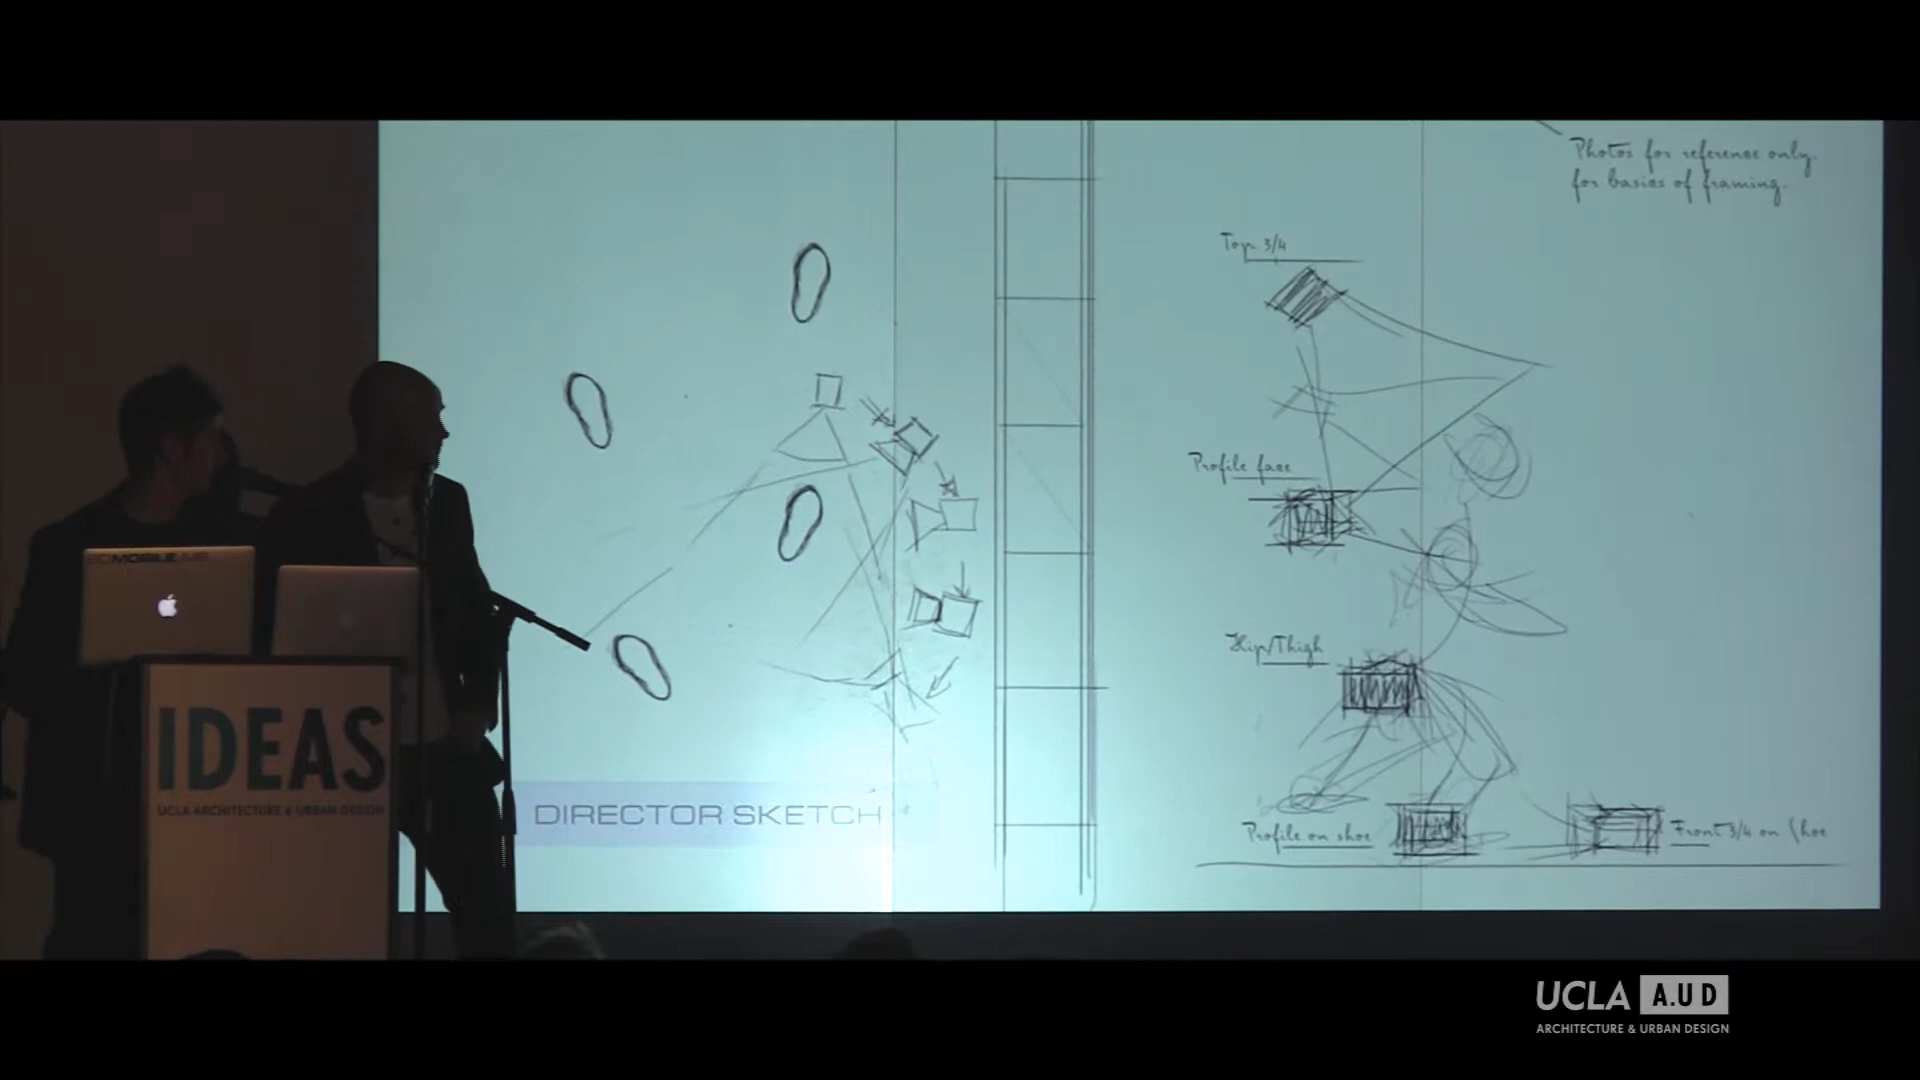 Photos for reference only.
for basics of framing.
Top 3/4
Profile face
Hip/Thigh
Profile on shoe
Front 3/4 on Shoe
DIRECTOR SKETCH
IDEAS
UCLA ARCHITECTURE & URBAN DESIGN
UCLA A.UD
ARCHITECTURE & URBAN DESIGN